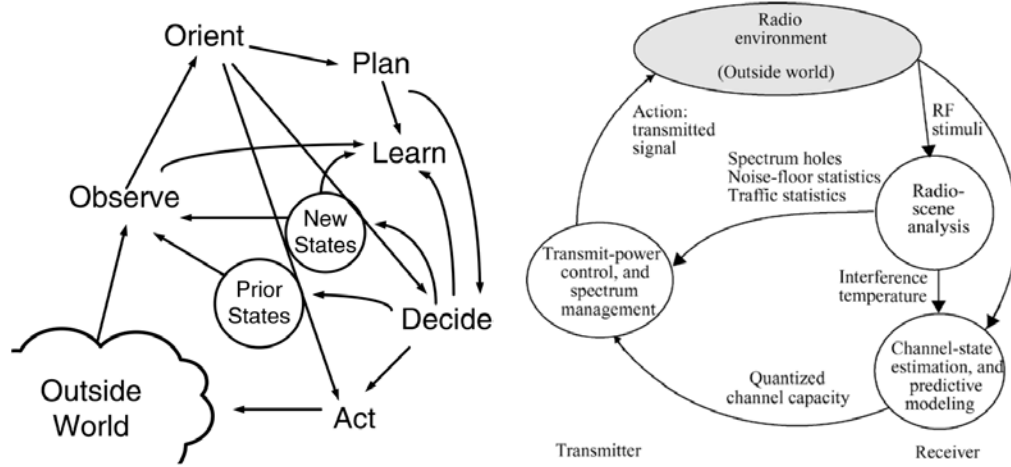 Orient
Plan
Learn
Observe
New
States
Prior
States
Decide
Outside
World
Act
Radio
environment
(Outside world)
Action:
transmitted
signal
RF
stimuli
Spectrum holes
Noise-floor statistics
Traffic statistics
Radio-
scene
analysis
Transmit-power
control, and
spectrum
management
Interference
temperature
Channel-state
estimation, and
predictive
modeling
Quantized
channel capacity
Transmitter
Receiver